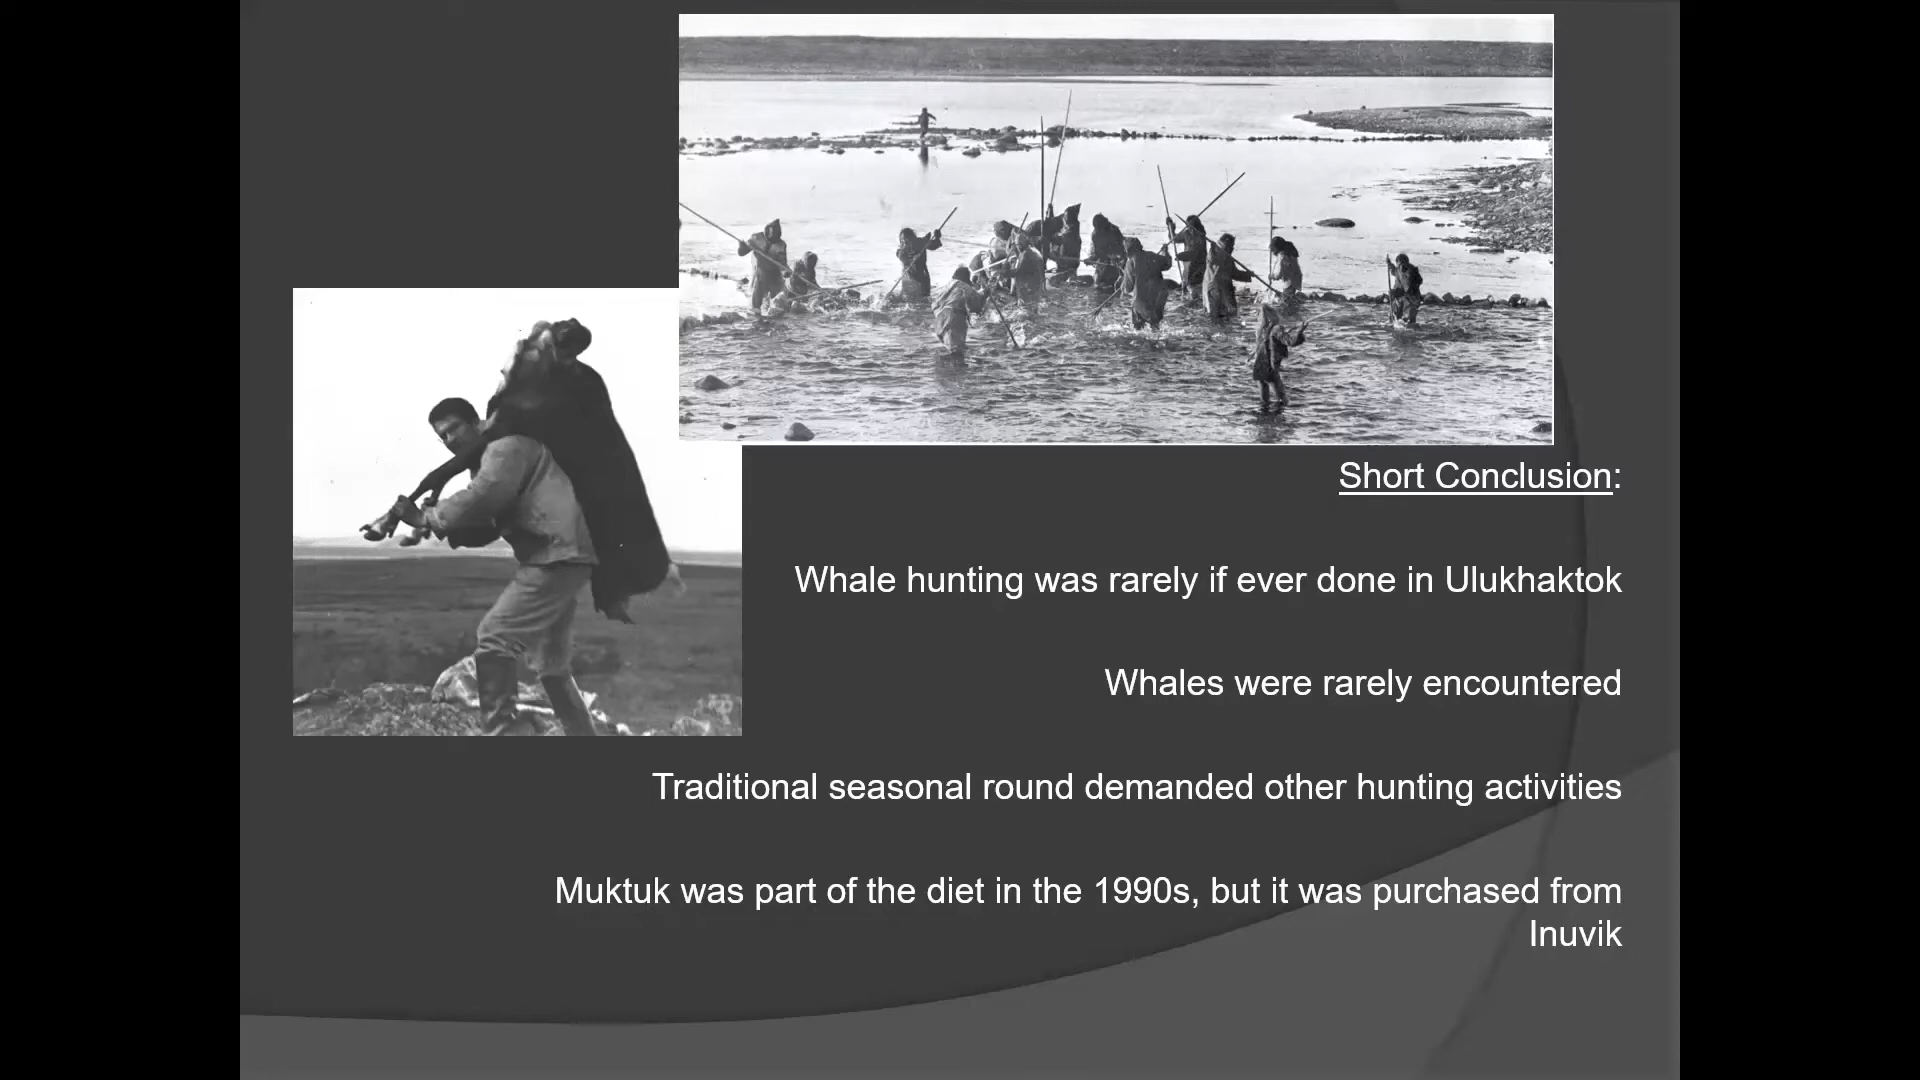 Short Conclusion:
Whale hunting was rarely if ever done in Ulukhaktok
Whales were rarely encountered
Traditional seasonal round demanded other hunting activities
Muktuk was part of the diet in the 1990s, but it was purchased from
Inuvik